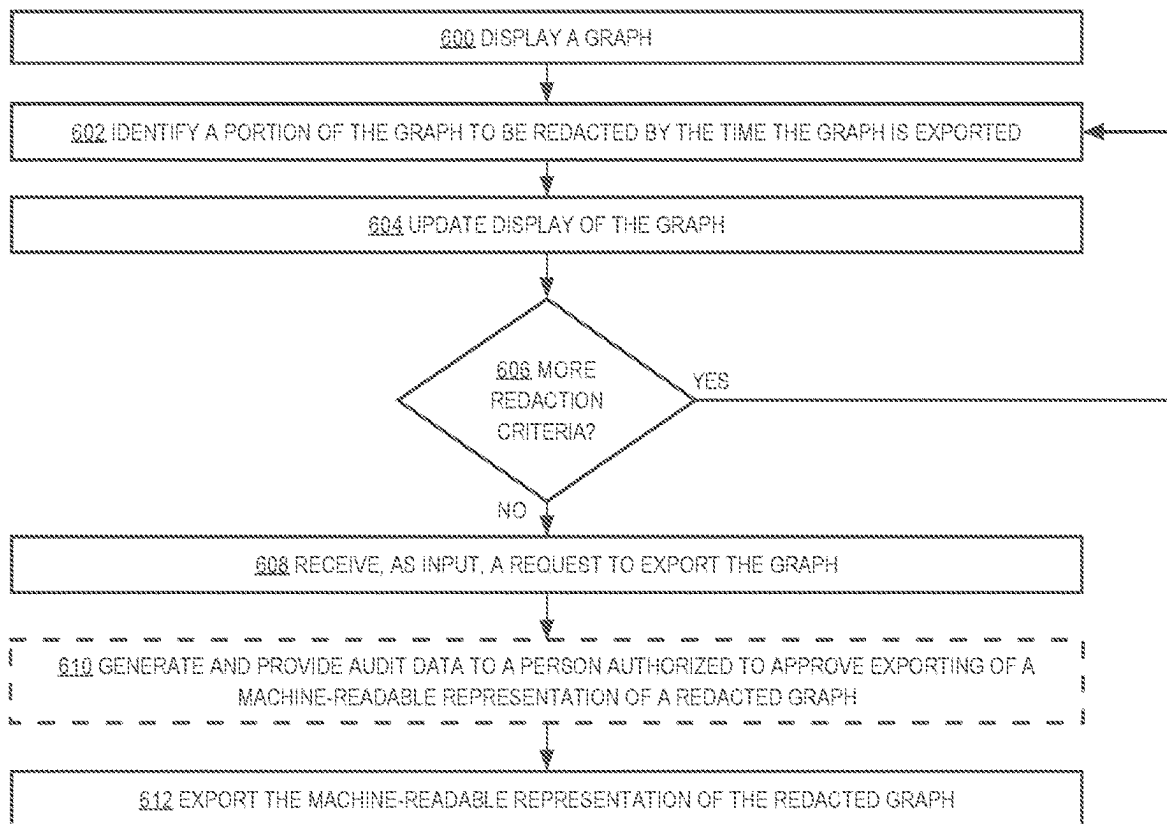 600 DISPLAY A GRAPH
602 IDENTIFY A PORTION OF THE GRAPH TO BE REDACTED BY THE TIME THE GRAPH IS EXPORTED
604 UPDATE DISPLAY OF THE GRAPH
606 MORE
REDACTION
CRITERIA?
YES
NO
608 RECEIVE, AS INPUT, A REQUEST TO EXPORT THE GRAPH
610 GENERATE AND PROVIDE AUDIT DATA TO A PERSON AUTHORIZED TO APPROVE EXPORTING OF A
MACHINE-READABLE REPRESENTATION OF A REDACTED GRAPH
612 EXPORT THE MACHINE-READABLE REPRESENTATION OF THE REDACTED GRAPH